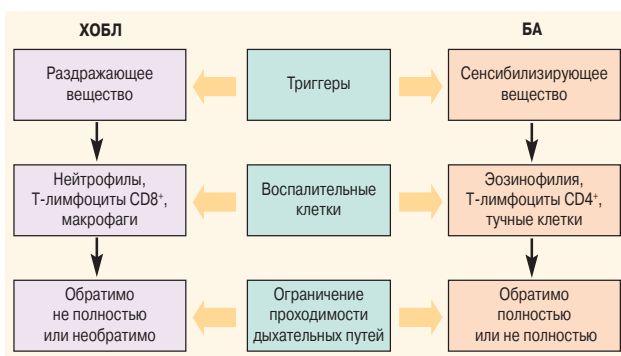 ХОБЛ
БА
Раздражающее
вещество
Триггеры
Сенсибилизирующее
вещество
Нейтрофилы,
Т-лимфоциты CD8⁺,
макрофаги
Воспалительные
клетки
Эозинофилия,
Т-лимфоциты CD4⁺,
тучные клетки
Обратимо
не полностью
или необратимо
Ограничение
проходимости
дыхательных путей
Обратимо
полностью
или не полностью